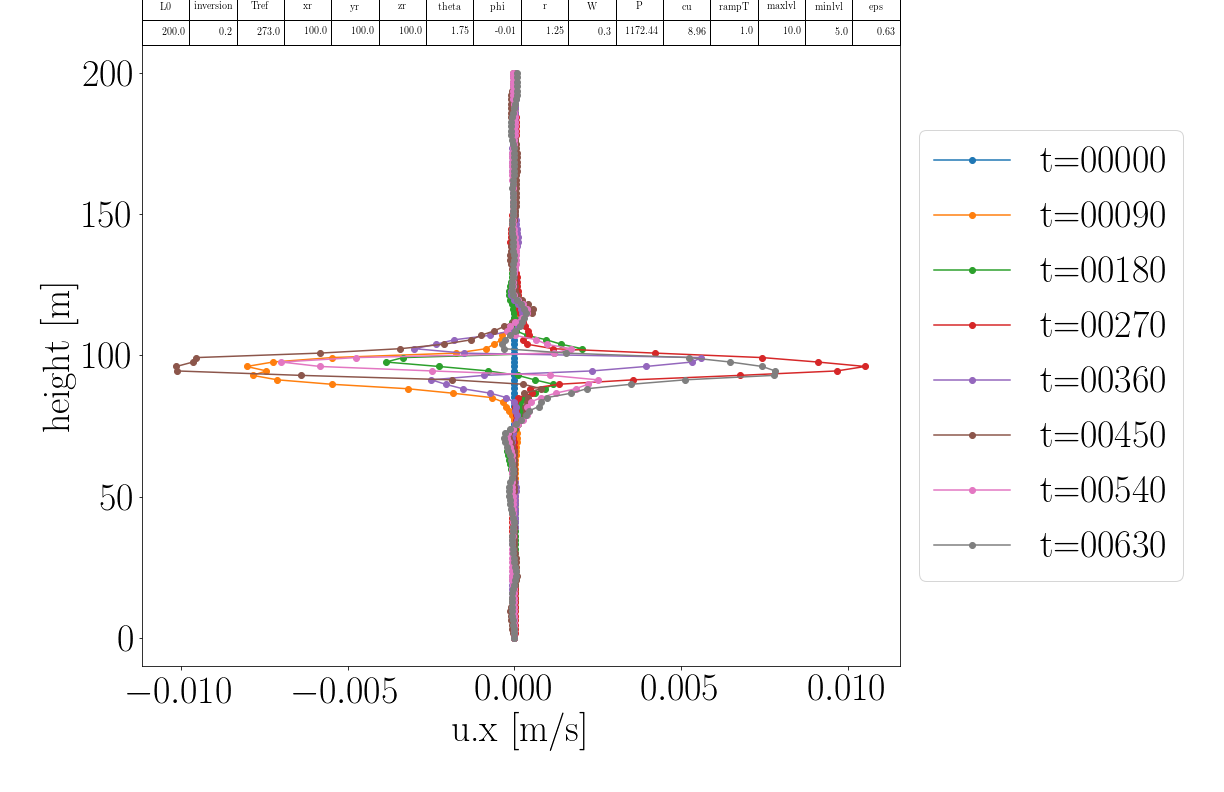 L0 inversion Tref xr yr zr theta phi r W P cu rampT maxlvl minlvl eps
200.0 0.2 273.0 100.0 100.0 100.0 1.75 -0.01 1.25 0.3 1172.44 8.96 1.0 10.0 5.0 0.63
200
150
100
50
0
height [m]
−0.010 −0.005 0.000 0.005 0.010
u.x [m/s]
t=00000
t=00090
t=00180
t=00270
t=00360
t=00450
t=00540
t=00630